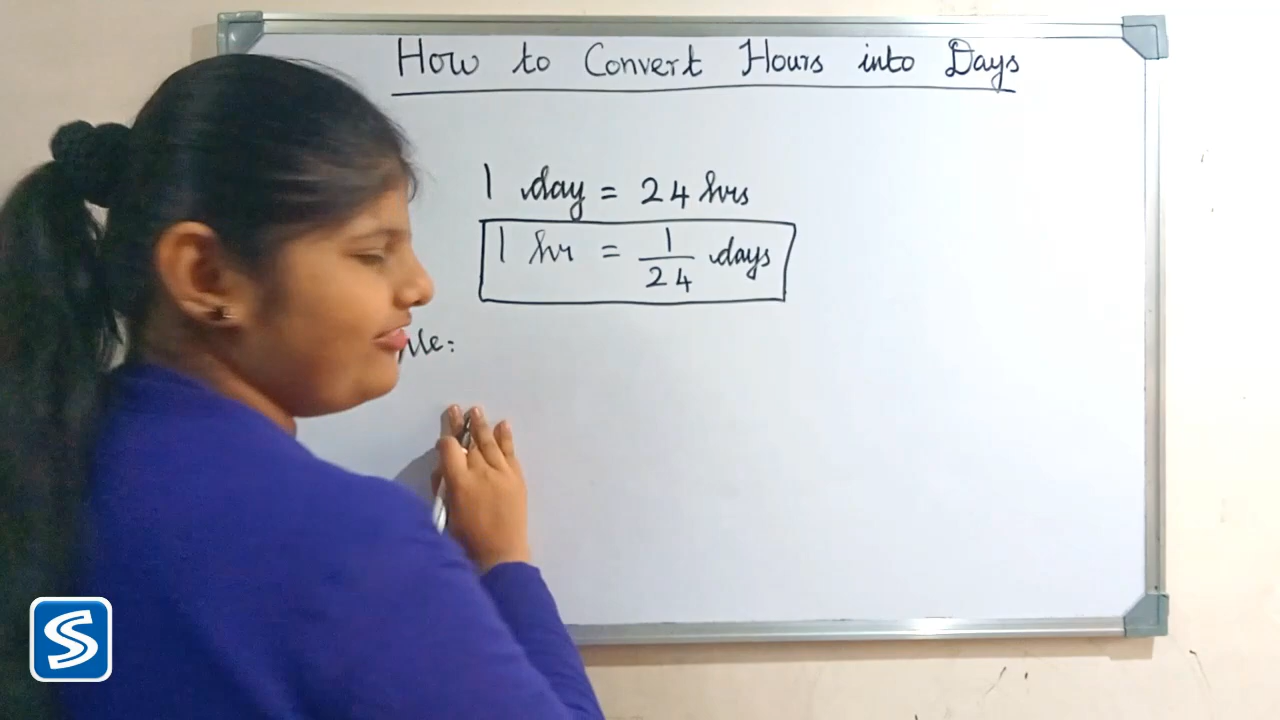 How to Convert Hours into Days
1 day = 24 hrs
1 hr = 1/24 days
S